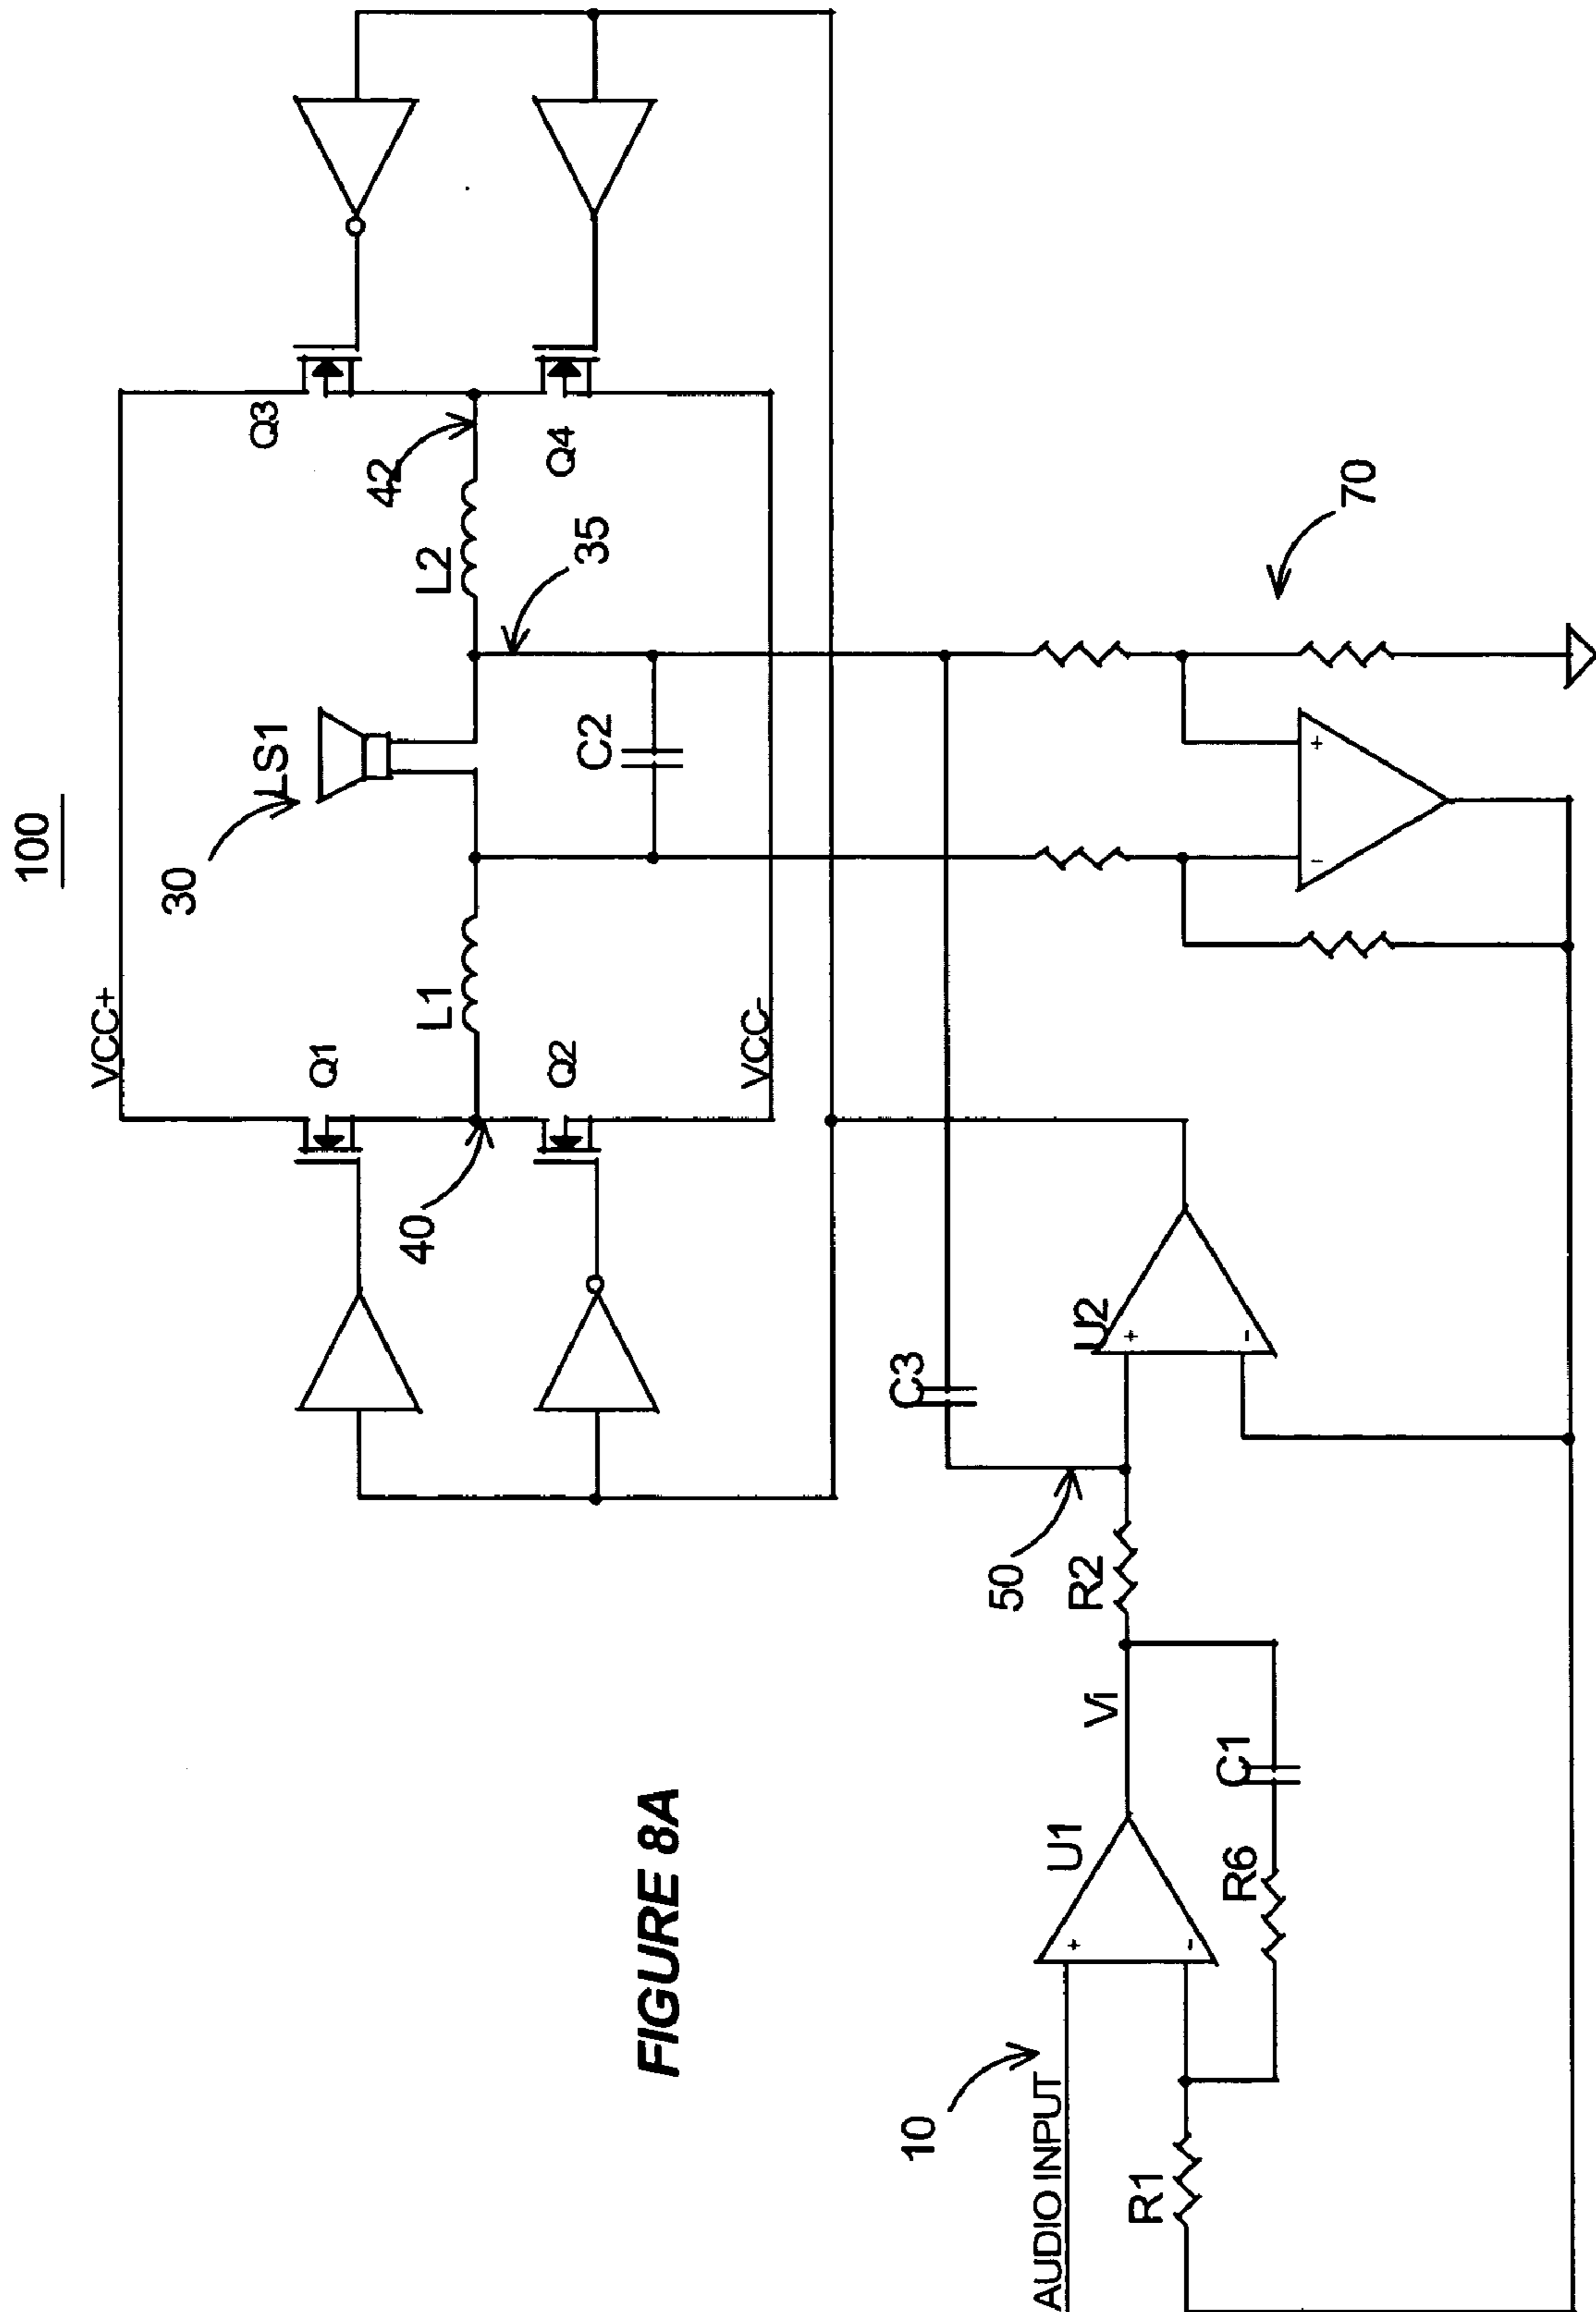 100
VCC+
Q1
Q3
30
LS1
L1
L2
42
40
Q2
C2
35
Q4
VCC-
70
C3
50
U2
+
-
R2
Vi
U1
+
-
C1
R6
10
AUDIO INPUT
R1
-
+
FIGURE 8A